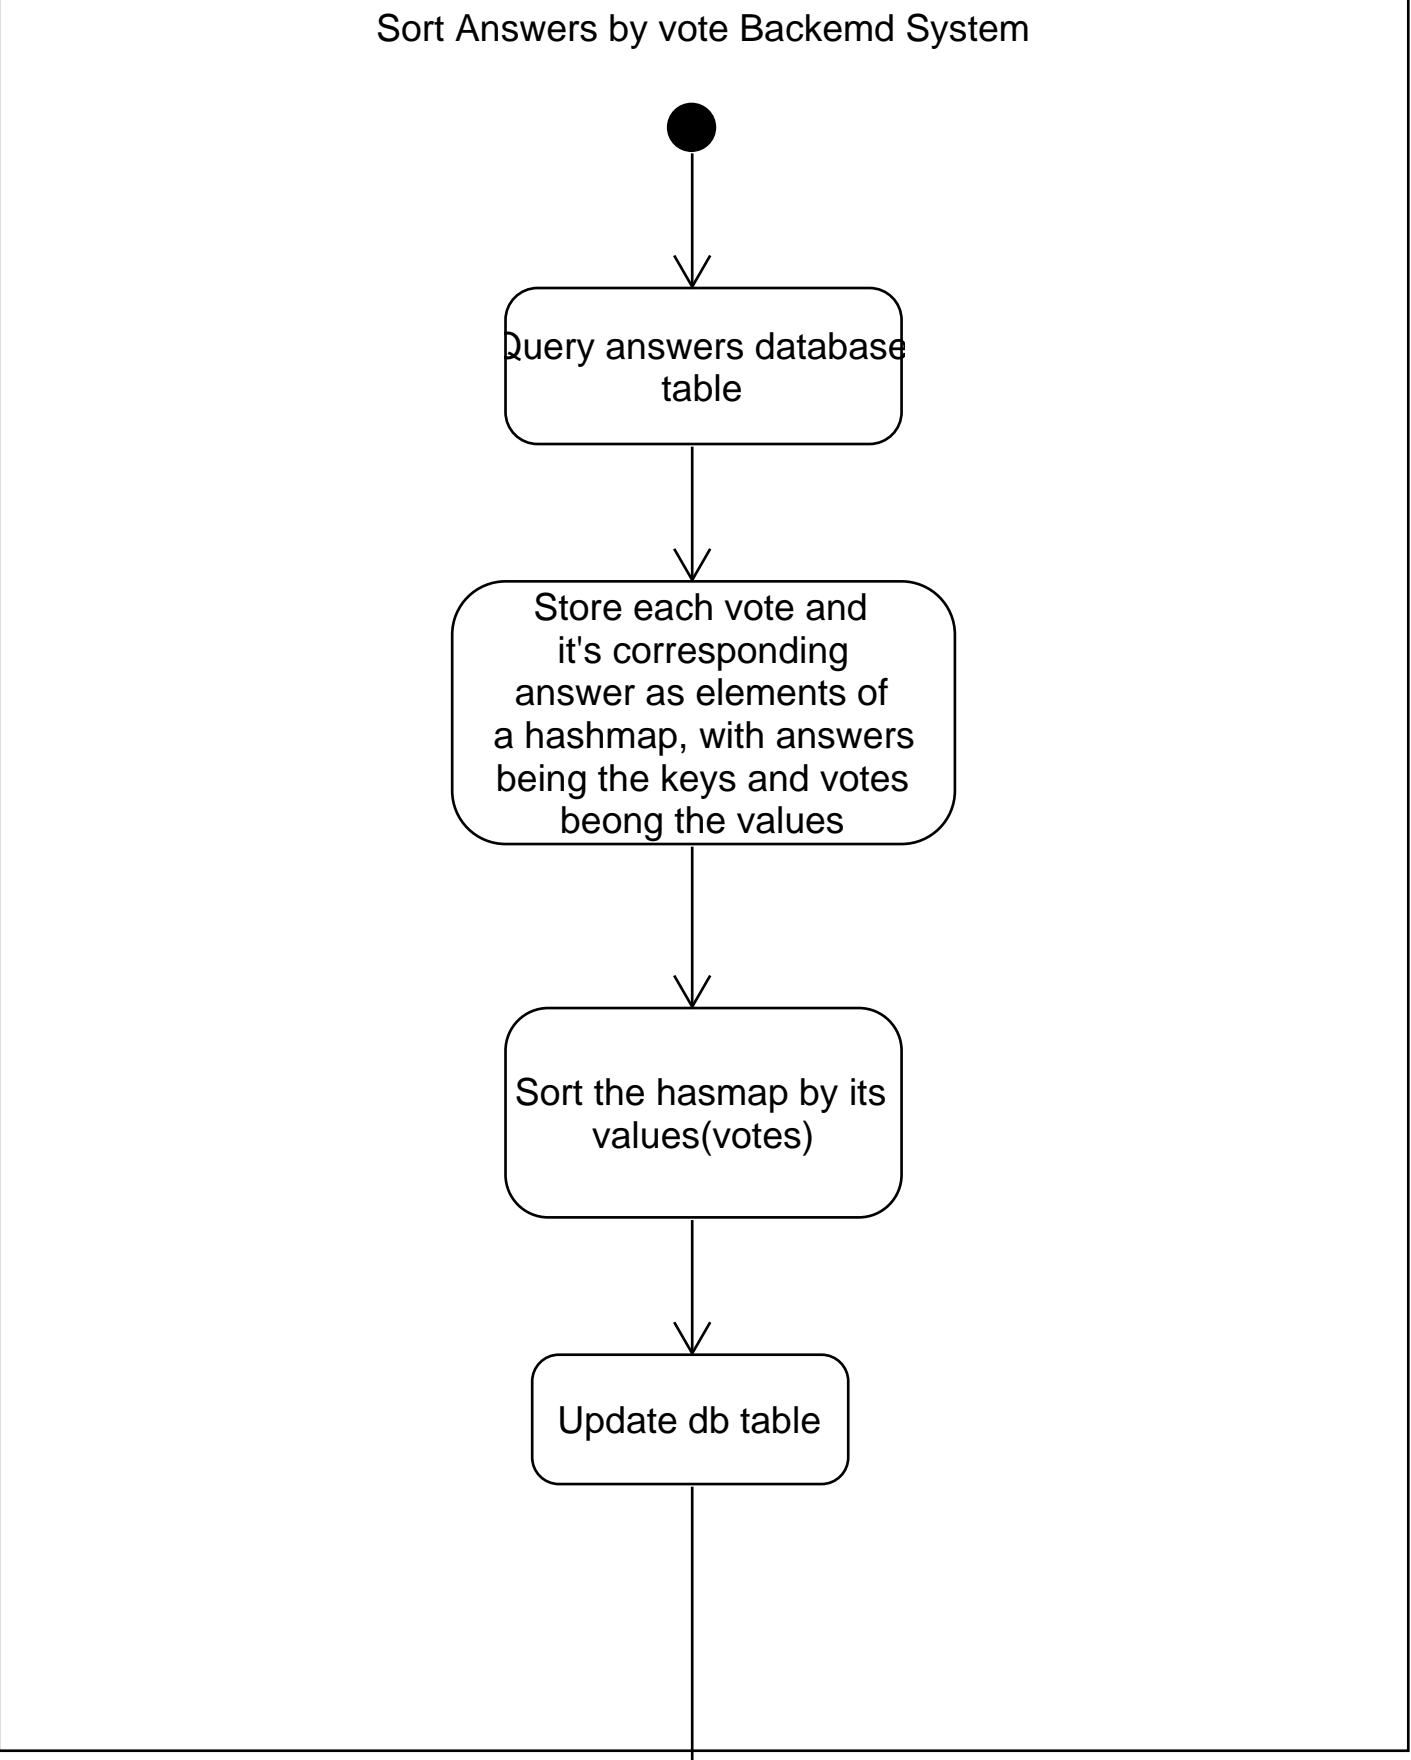 Sort Answers by vote Backemd System
Query answers database
table
Store each vote and
it's corresponding
answer as elements of
a hashmap, with answers
being the keys and votes
beong the values
Sort the hasmap by its
values(votes)
Update db table